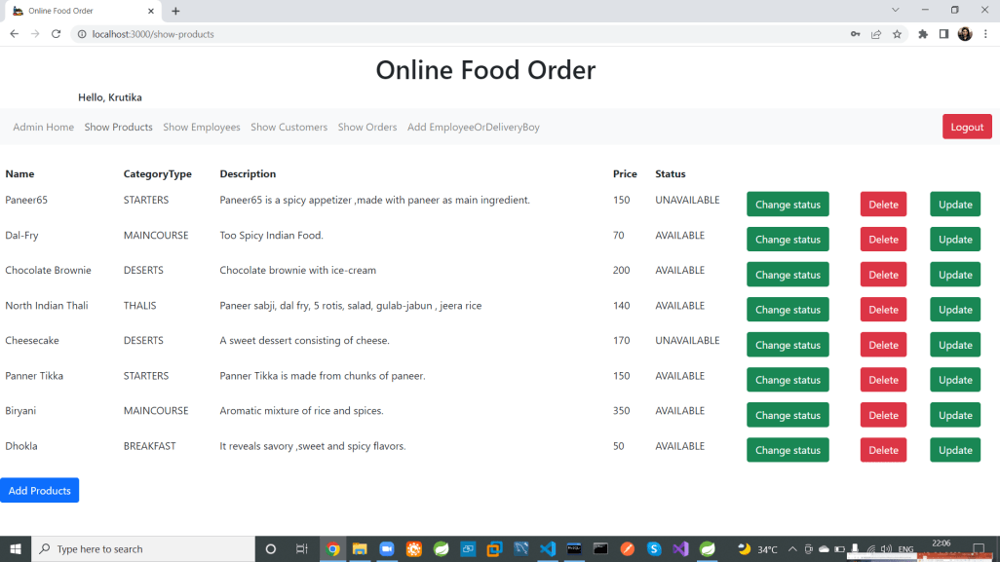 Online Food Order
localhost:3000/show-products
Online Food Order
Hello, Krutika
Admin Home Show Products Show Employees Show Customers Show Orders Add EmployeeOrDeliveryBoy Logout
Name CategoryType Description Price Status
Paneer65 STARTERS Paneer65 is a spicy appetizer ,made with paneer as main ingredient. 150 UNAVAILABLE Change status Delete Update
Dal-Fry MAINCOURSE Too Spicy Indian Food. 70 AVAILABLE Change status Delete Update
Chocolate Brownie DESERTS Chocolate brownie with ice-cream 200 AVAILABLE Change status Delete Update
North Indian Thali THALIS Paneer sabji, dal fry, 5 rotis, salad, gulab-jabun , jeera rice 140 AVAILABLE Change status Delete Update
Cheesecake DESERTS A sweet dessert consisting of cheese. 170 UNAVAILABLE Change status Delete Update
Panner Tikka STARTERS Panner Tikka is made from chunks of paneer. 150 AVAILABLE Change status Delete Update
Biryani MAINCOURSE Aromatic mixture of rice and spices. 350 AVAILABLE Change status Delete Update
Dhokla BREAKFAST It reveals savory ,sweet and spicy flavors. 50 AVAILABLE Change status Delete Update
Add Products
Type here to search 34°C ENG 22:06